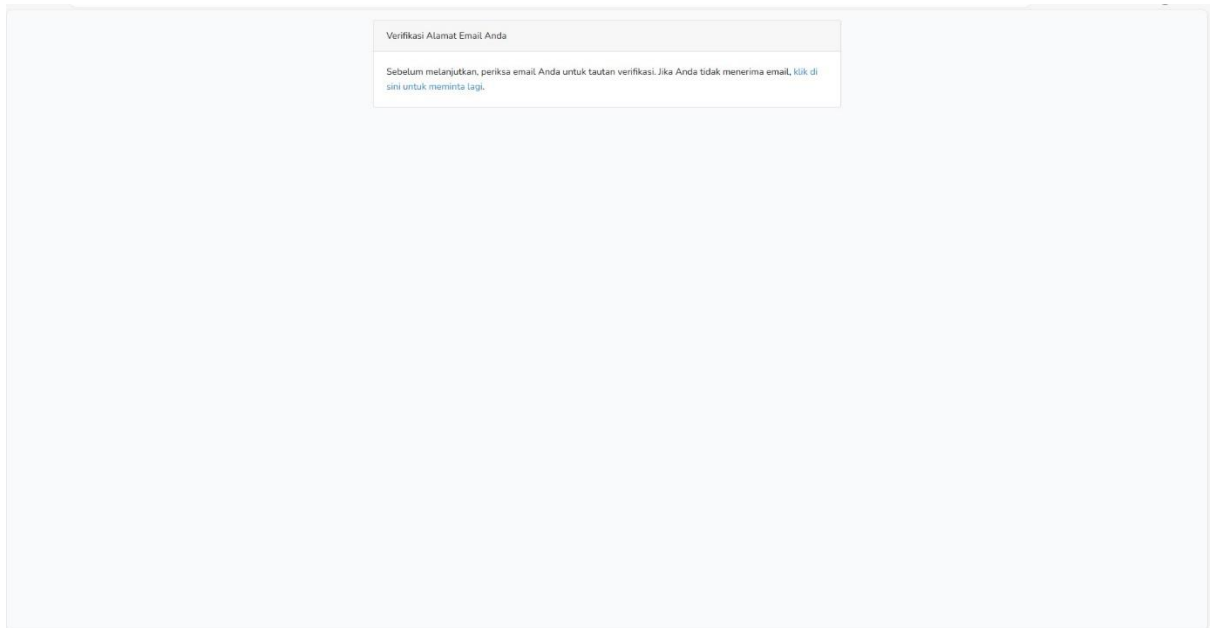 Verifikasi Alamat Email Anda
Sebelum melanjutkan, periksa email Anda untuk tautan verifikasi. Jika Anda tidak menerima email, klik di
sini untuk meminta lagi.